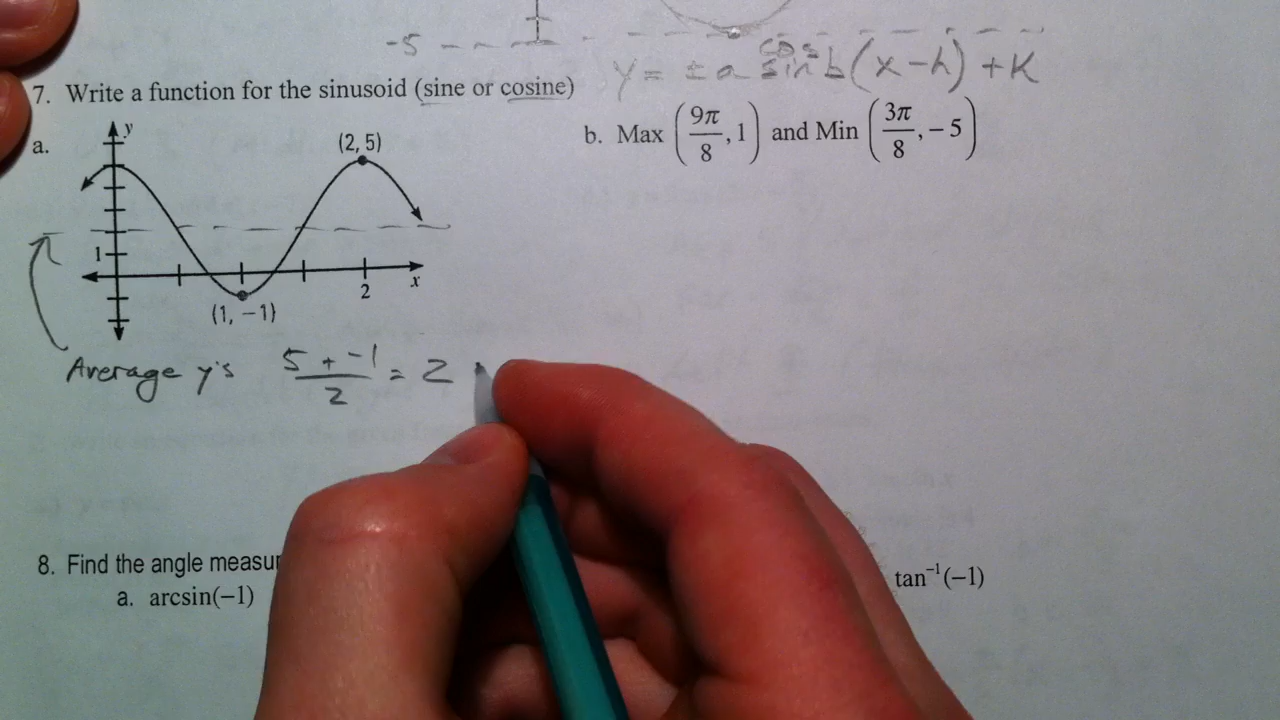 -5
y = ± a cos sin b(x-h) + K
7. Write a function for the sinusoid (sine or cosine)
a.
y
(2, 5)
1
2
x
(1, −1)
b. Max (9π/8, 1) and Min (3π/8, −5)
Average y's 5 + -1 / 2 = 2
8. Find the angle measur
a. arcsin(−1)
tan⁻¹(−1)